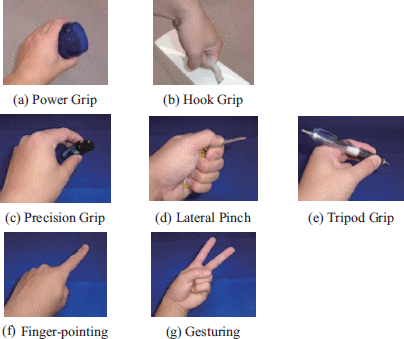 (a) Power Grip
(b) Hook Grip
(c) Precision Grip
(d) Lateral Pinch
(e) Tripod Grip
(f) Finger-pointing
(g) Gesturing